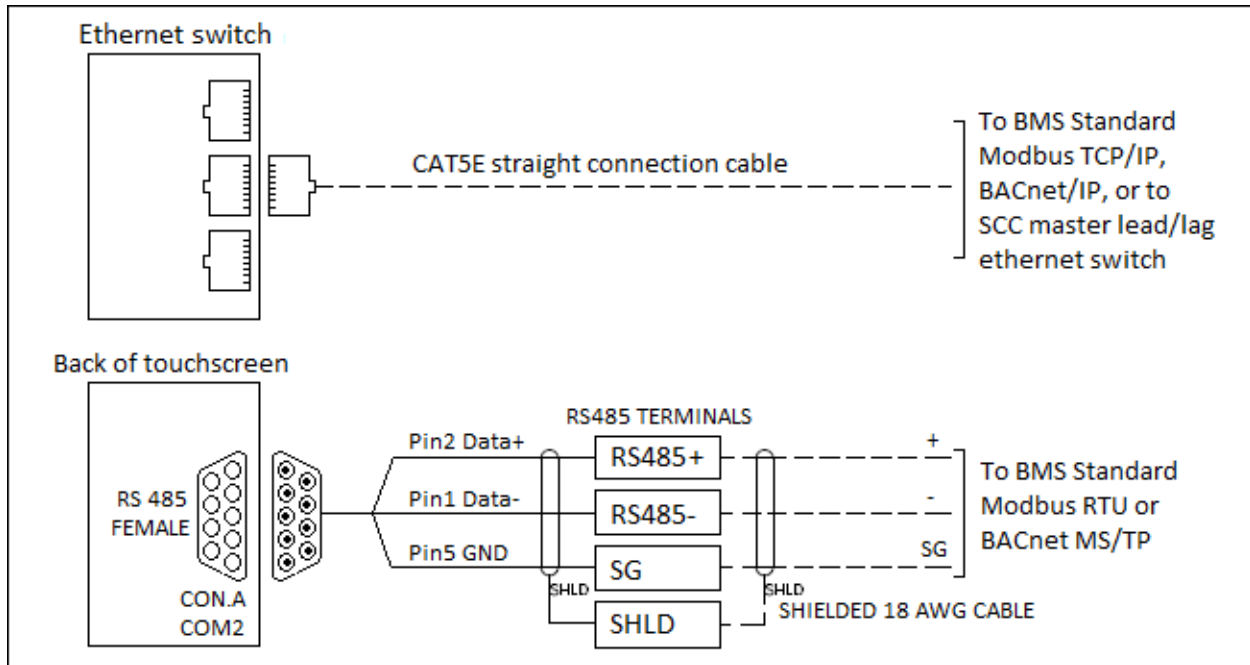 Ethernet switch
CAT5E straight connection cable
To BMS Standard
Modbus TCP/IP,
BACnet/IP, or to
SCC master lead/lag
ethernet switch
Back of touchscreen
RS 485
FEMALE
CON.A
COM2
Pin2 Data+
Pin1 Data-
Pin5 GND
RS485 TERMINALS
RS485+
RS485-
SG
SHLD
SHLD
SHLD
SHIELDED 18 AWG CABLE
+
-
SG
To BMS Standard
Modbus RTU or
BACnet MS/TP